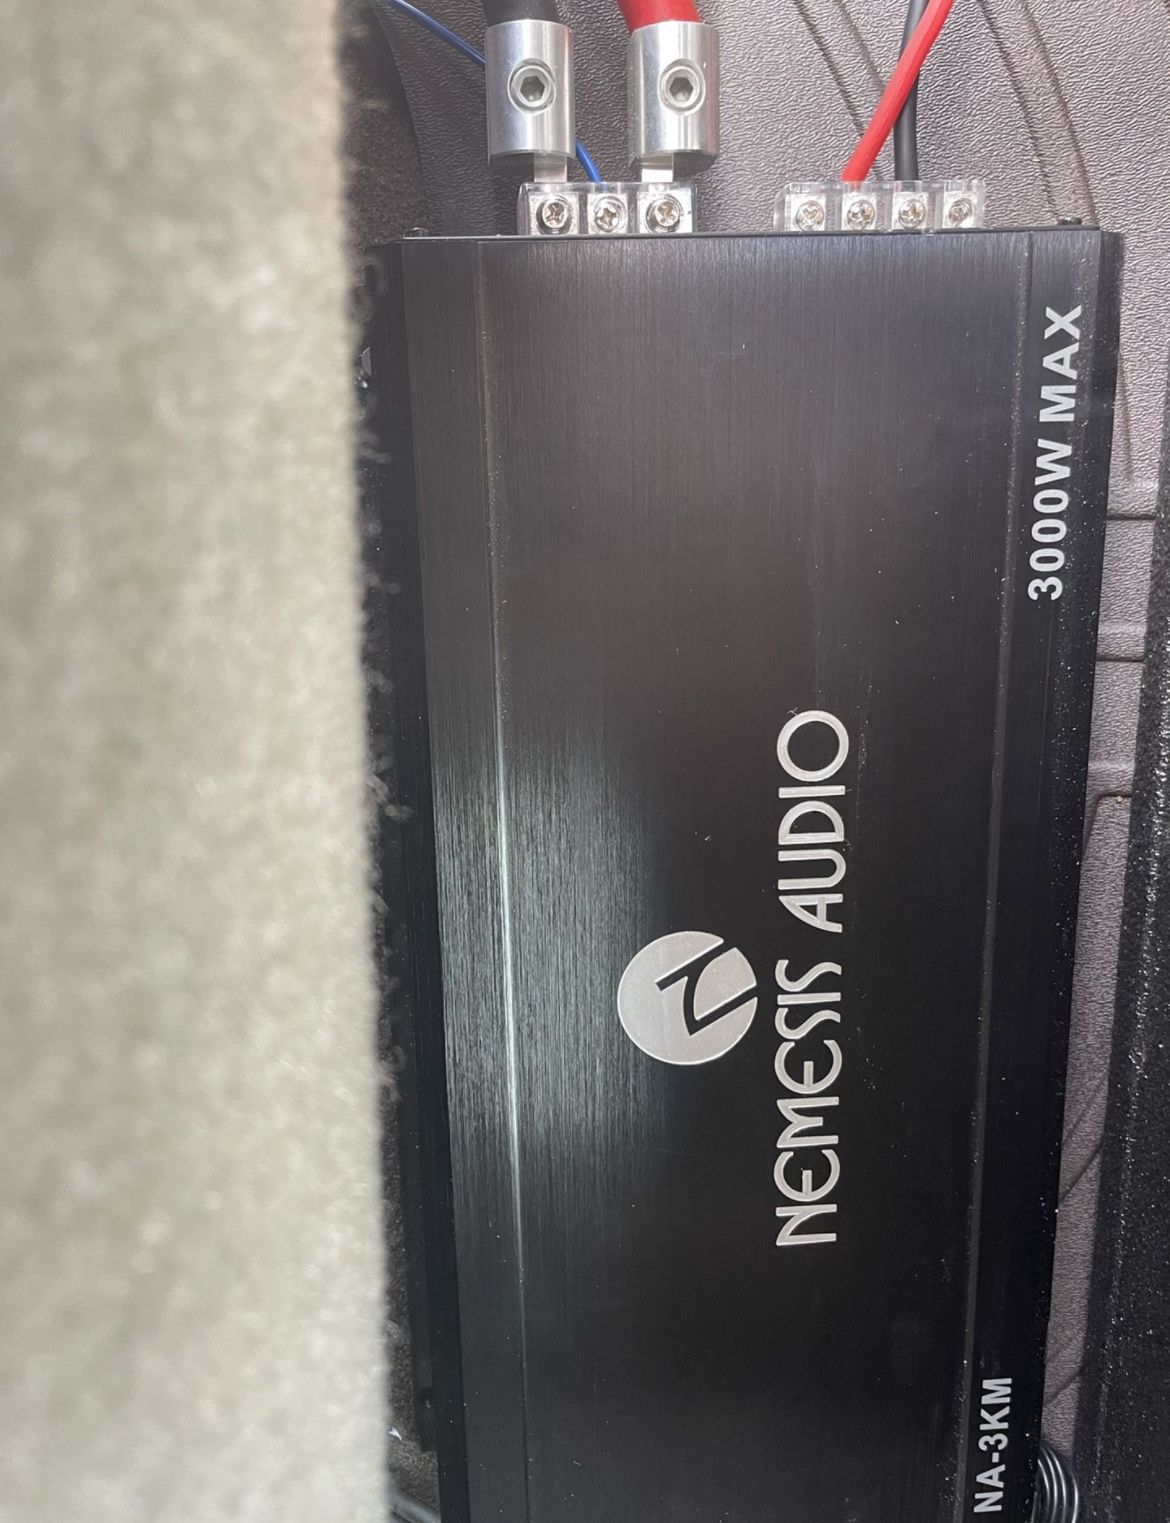 3000W MAX
NEMESIS AUDIO
NA-3KM